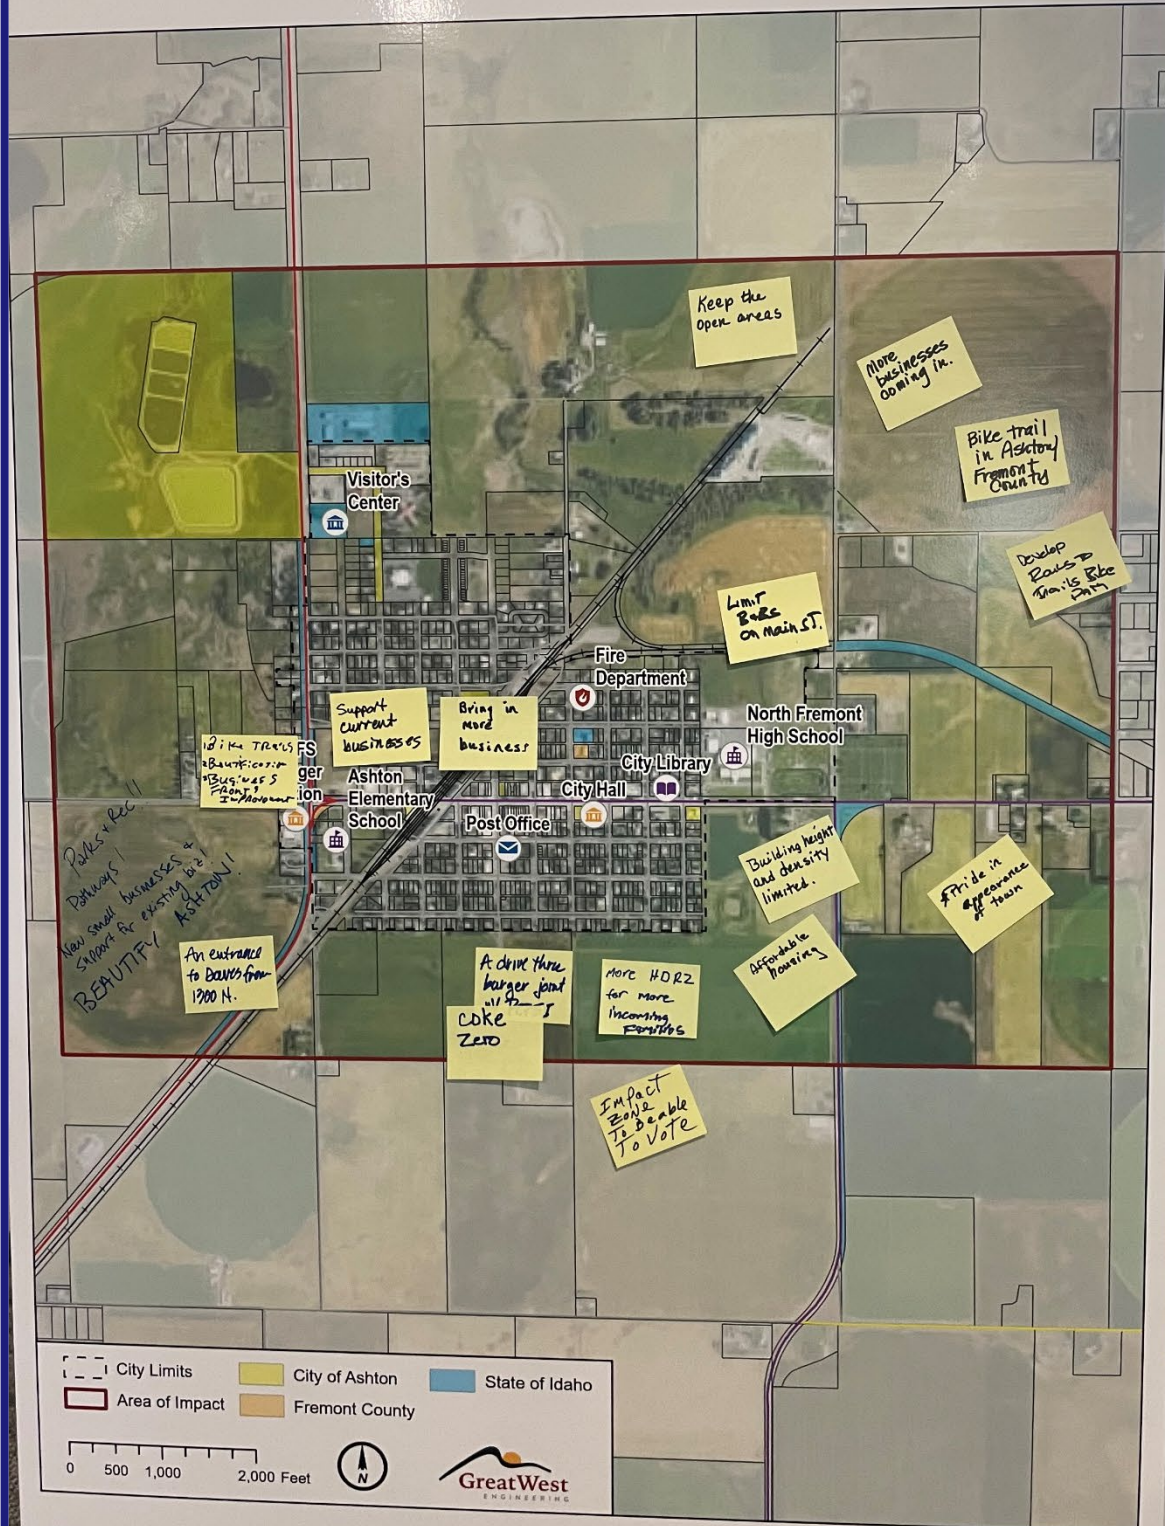 Keep the
open areas
More
businesses
coming in.
Bike trail
in Ashton/
Fremont
County
Develop
Rails to
Trails Bike
Path
Visitor's
Center
Limit
B&Bs
on main ST.
Fire
Department
North Fremont
High School
Support
current
businesses
Bring in
more
business
Bike TRails
Business
FRONT
FS
ger
ion
Ashton
Elementary
School
City Library
City Hall
Post Office
Parks + Rec!!
Pathways!
New small businesses +
support for existing biz!
BEAUTIFY ASHTON!!
Building height
and density
limited.
Pride in
appearance
of town
An entrance
to Daves from
1300 N.
A drive thru
burger joint
Coke
Zero
More HDRZ
for more
incoming
Families
Affordable
housing
IMPact
ZONE
To Be able
To Vote
City Limits
Area of Impact
City of Ashton
Fremont County
State of Idaho
0 500 1,000 2,000 Feet
N
GreatWest
ENGINEERING